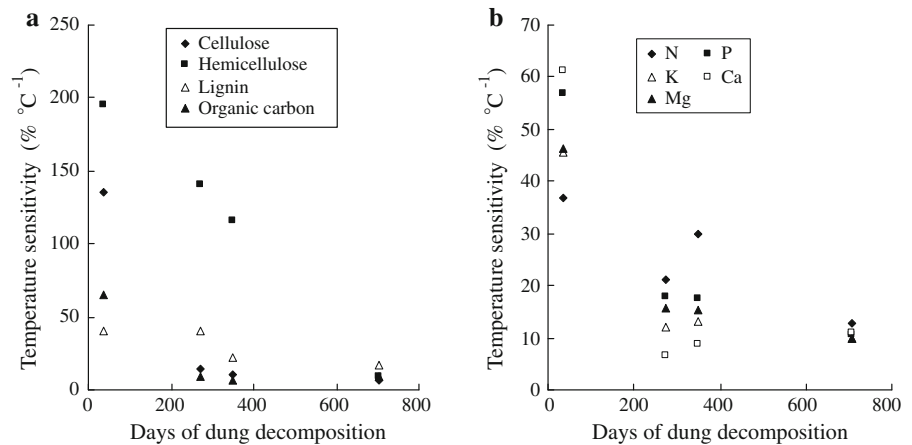 a
250
200
150
100
50
0
Temperature sensitivity (% °C⁻¹)
Cellulose
Hemicellulose
Lignin
Organic carbon
0 200 400 600 800
Days of dung decomposition
b
70
60
50
40
30
20
10
0
Temperature sensitivity (% °C⁻¹)
N P
K Ca
Mg
0 200 400 600 800
Days of dung decomposition